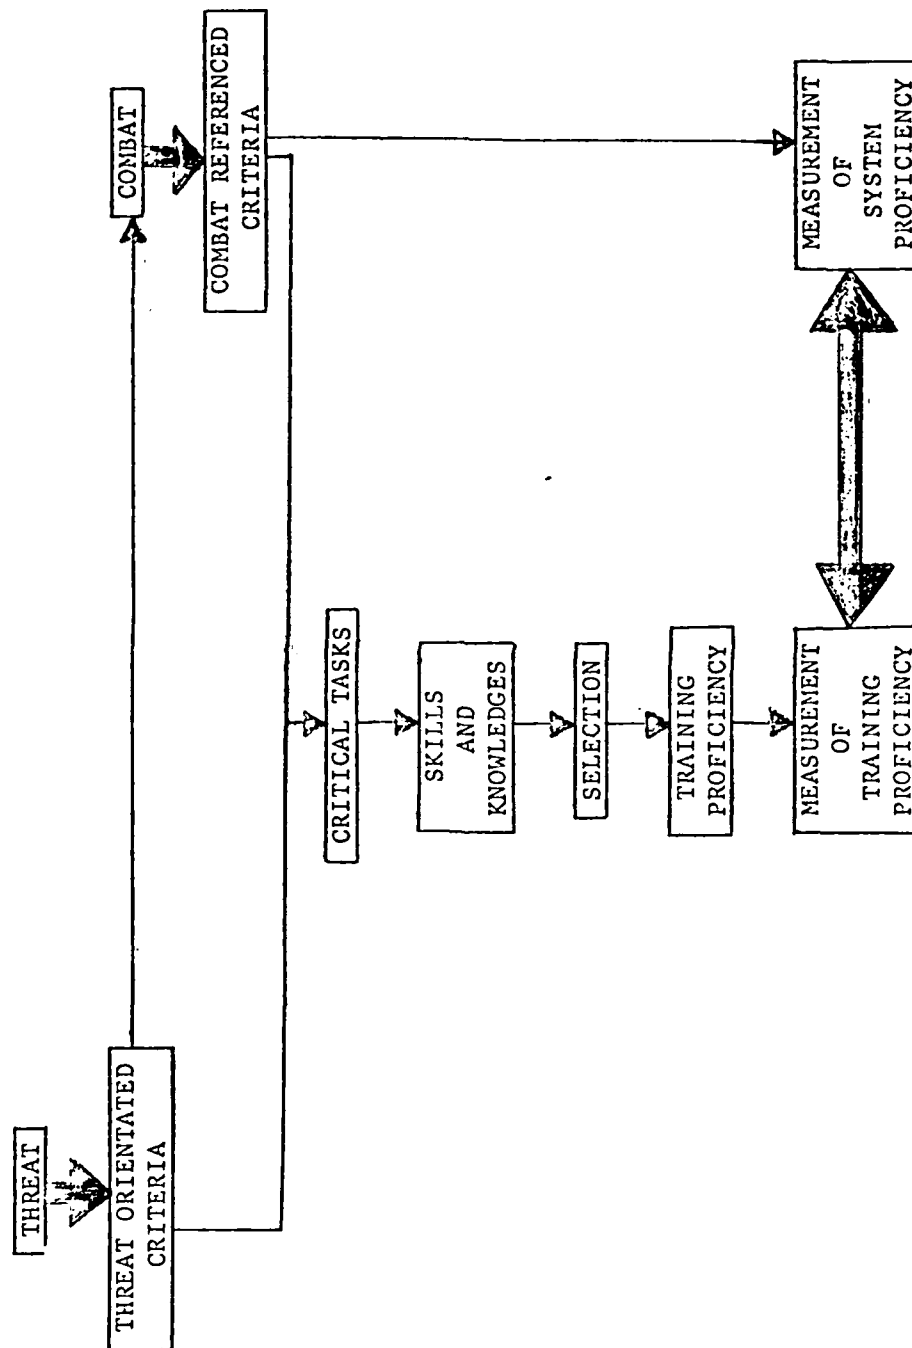 THREAT
THREAT ORIENTATED
CRITERIA
COMBAT
COMBAT REFERENCED
CRITERIA
CRITICAL TASKS
SKILLS
AND
KNOWLEDGES
SELECTION
TRAINING
PROFICIENCY
MEASUREMENT
OF
TRAINING
PROFICIENCY
MEASUREMENT
OF
SYSTEM
PROFICIENCY